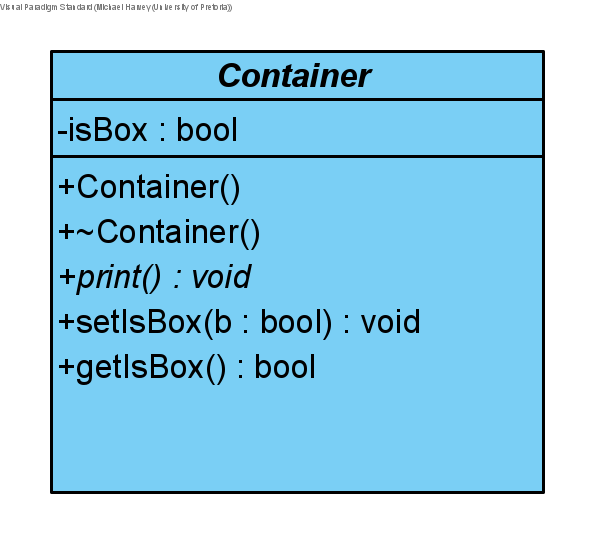 Visual Paradigm Standard (Michael Harvey (University of Pretoria))
Container
-isBox : bool
+Container()
+~Container()
+print() : void
+setIsBox(b : bool) : void
+getIsBox() : bool